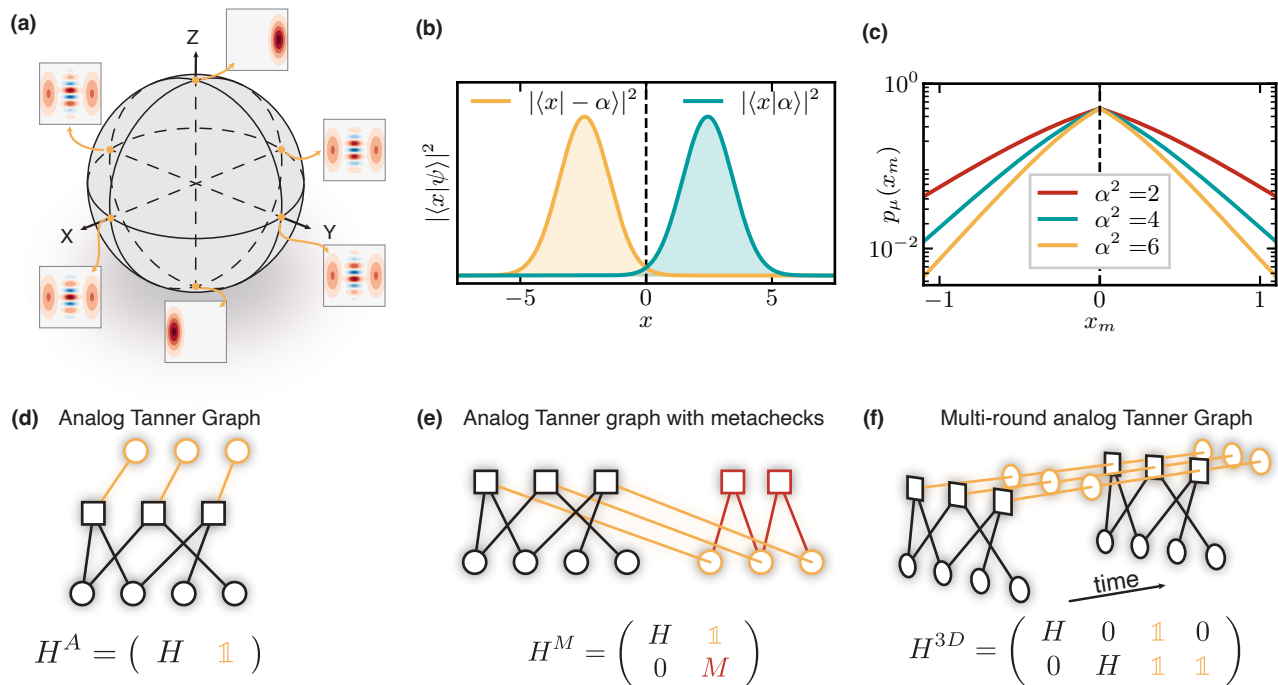 (a)
Z
X
Y
(b)
|⟨x| − α⟩|²
|⟨x|α⟩|²
|⟨x|ψ⟩|²
−5
0
5
x
(c)
10⁰
10⁻²
p_μ(x_m)
α² =2
α² =4
α² =6
−1
0
1
x_m
(d) Analog Tanner Graph
H^A = ( H 𝟙 )
(e) Analog Tanner graph with metachecks
H^M = ( H 𝟙
0 M )
(f) Multi-round analog Tanner Graph
time
H^{3D} = ( H 0 𝟙 0
0 H 𝟙 𝟙 )